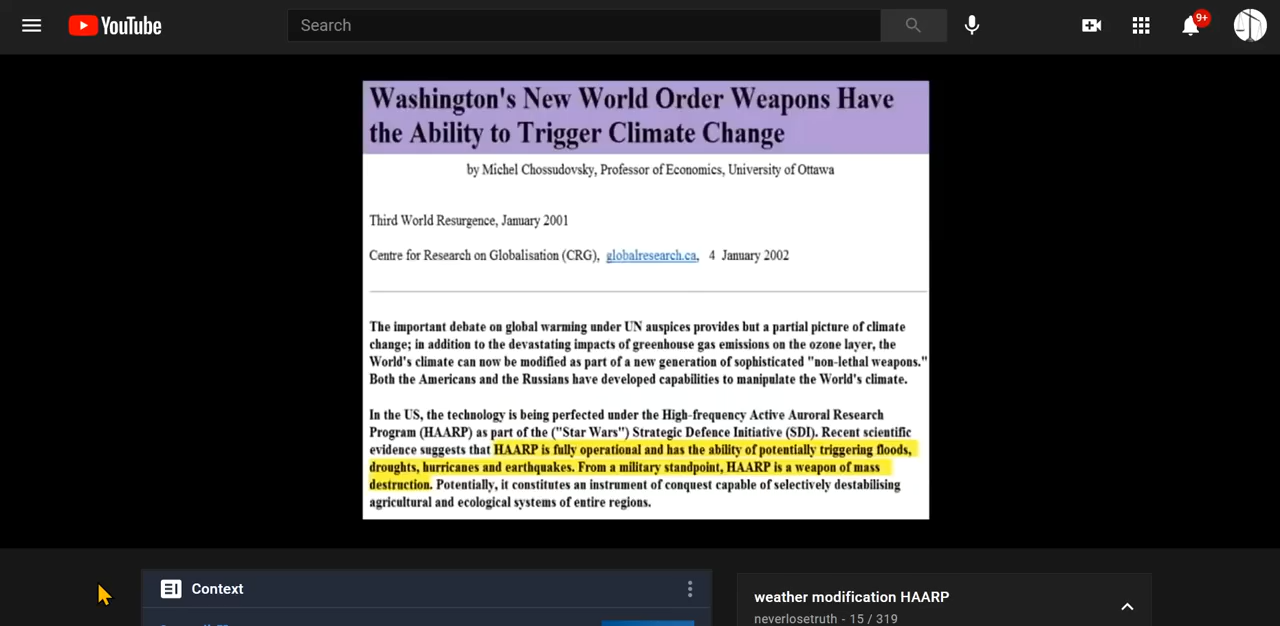 YouTube
Search
9+
Washington's New World Order Weapons Have
the Ability to Trigger Climate Change
by Michel Chossudovsky, Professor of Economics, University of Ottawa
Third World Resurgence, January 2001
Centre for Research on Globalisation (CRG), globalresearch.ca, 4 January 2002
The important debate on global warming under UN auspices provides but a partial picture of climate
change; in addition to the devastating impacts of greenhouse gas emissions on the ozone layer, the
World's climate can now be modified as part of a new generation of sophisticated "non-lethal weapons."
Both the Americans and the Russians have developed capabilities to manipulate the World's climate.
In the US, the technology is being perfected under the High-frequency Active Auroral Research
Program (HAARP) as part of the ("Star Wars") Strategic Defence Initiative (SDI). Recent scientific
evidence suggests that HAARP is fully operational and has the ability of potentially triggering floods,
droughts, hurricanes and earthquakes. From a military standpoint, HAARP is a weapon of mass
destruction. Potentially, it constitutes an instrument of conquest capable of selectively destabilising
agricultural and ecological systems of entire regions.
Context
weather modification HAARP
neverlosetruth - 15 / 319